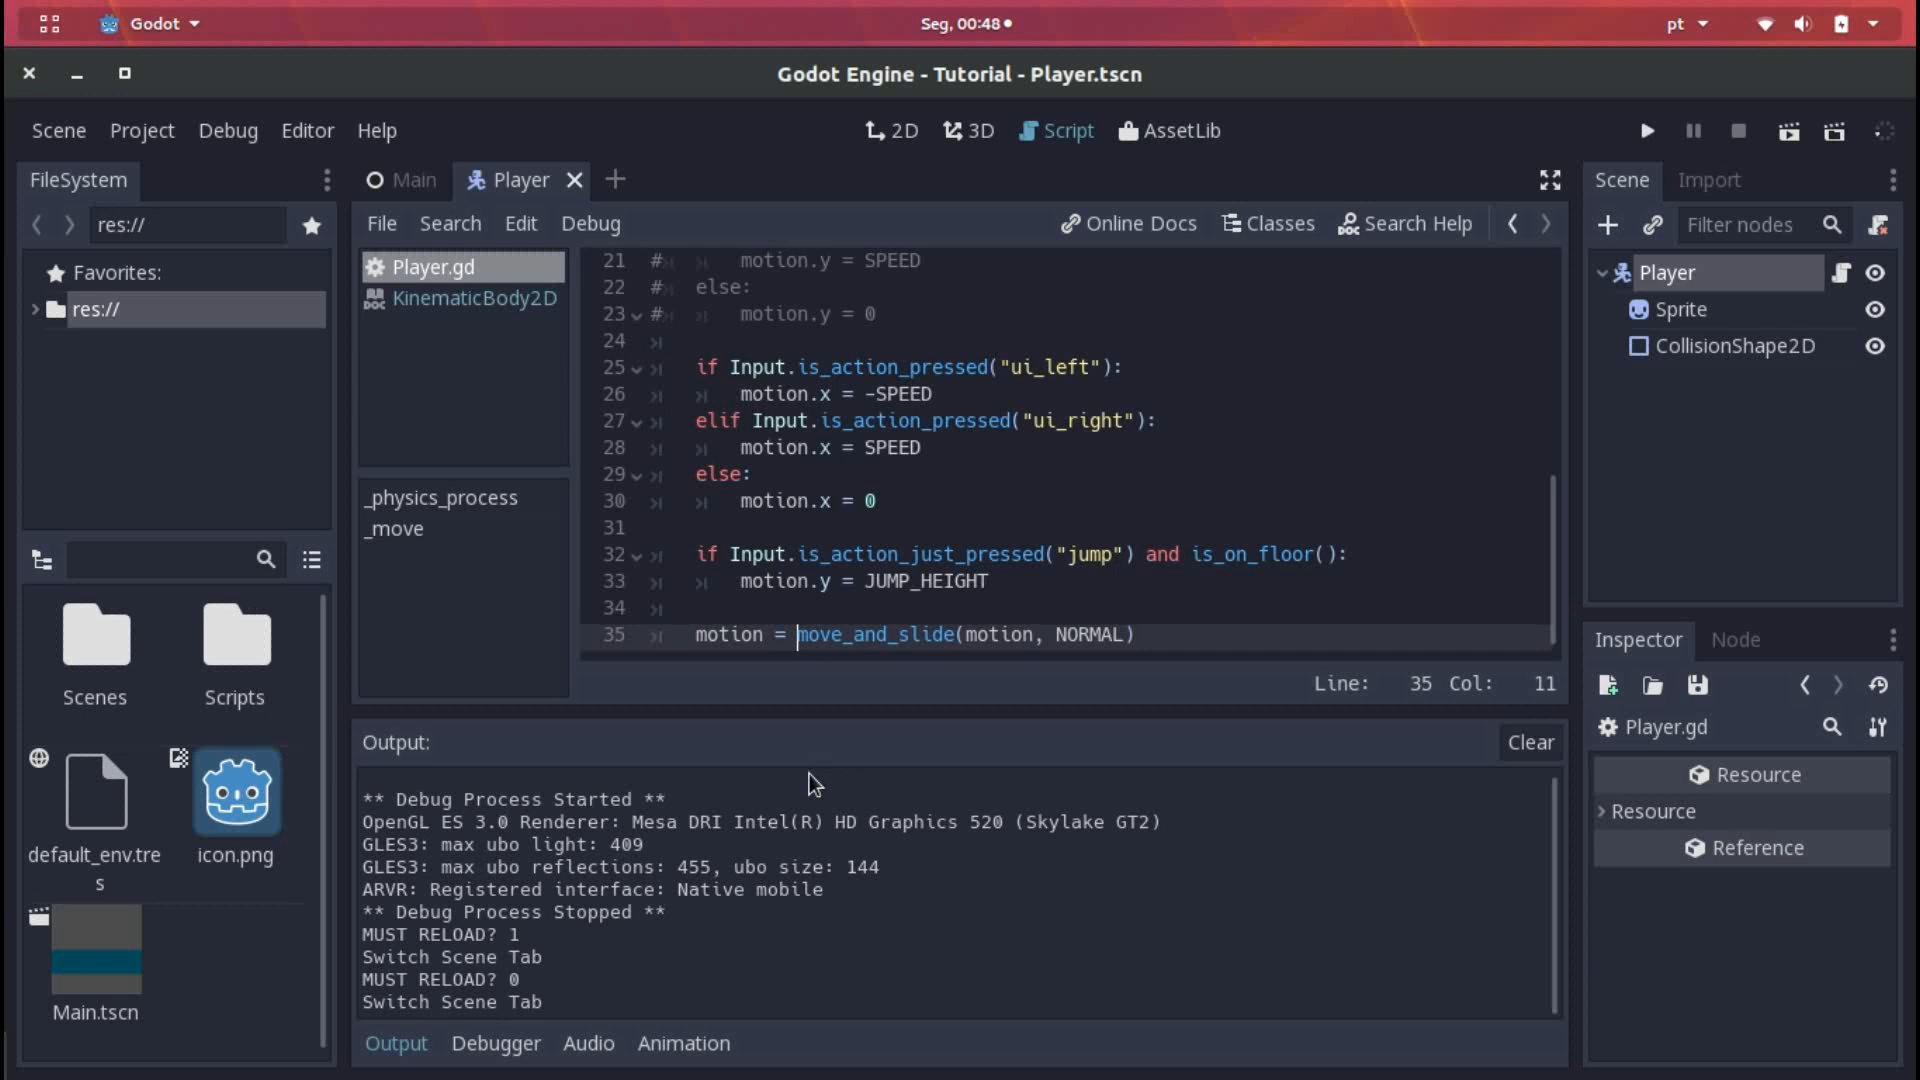 Godot
Seg, 00:48
pt
Godot Engine - Tutorial - Player.tscn
Scene Project Debug Editor Help
2D 3D Script AssetLib
FileSystem
res://
Favorites:
res://
Scenes Scripts
default_env.tre
s
icon.png
Main.tscn
Main Player
File Search Edit Debug
Online Docs Classes Search Help
Player.gd
KinematicBody2D
_physics_process
_move
21 # motion.y = SPEED
22 # else:
23 # motion.y = 0
24
25 if Input.is_action_pressed("ui_left"):
26 motion.x = -SPEED
27 elif Input.is_action_pressed("ui_right"):
28 motion.x = SPEED
29 else:
30 motion.x = 0
31
32 if Input.is_action_just_pressed("jump") and is_on_floor():
33 motion.y = JUMP_HEIGHT
34
35 motion = move_and_slide(motion, NORMAL)
Line: 35 Col: 11
Output:
Clear
** Debug Process Started **
OpenGL ES 3.0 Renderer: Mesa DRI Intel(R) HD Graphics 520 (Skylake GT2)
GLES3: max ubo light: 409
GLES3: max ubo reflections: 455, ubo size: 144
ARVR: Registered interface: Native mobile
** Debug Process Stopped **
MUST RELOAD? 1
Switch Scene Tab
MUST RELOAD? 0
Switch Scene Tab
Output Debugger Audio Animation
Scene Import
Filter nodes
Player
Sprite
CollisionShape2D
Inspector Node
Player.gd
Resource
Resource
Reference